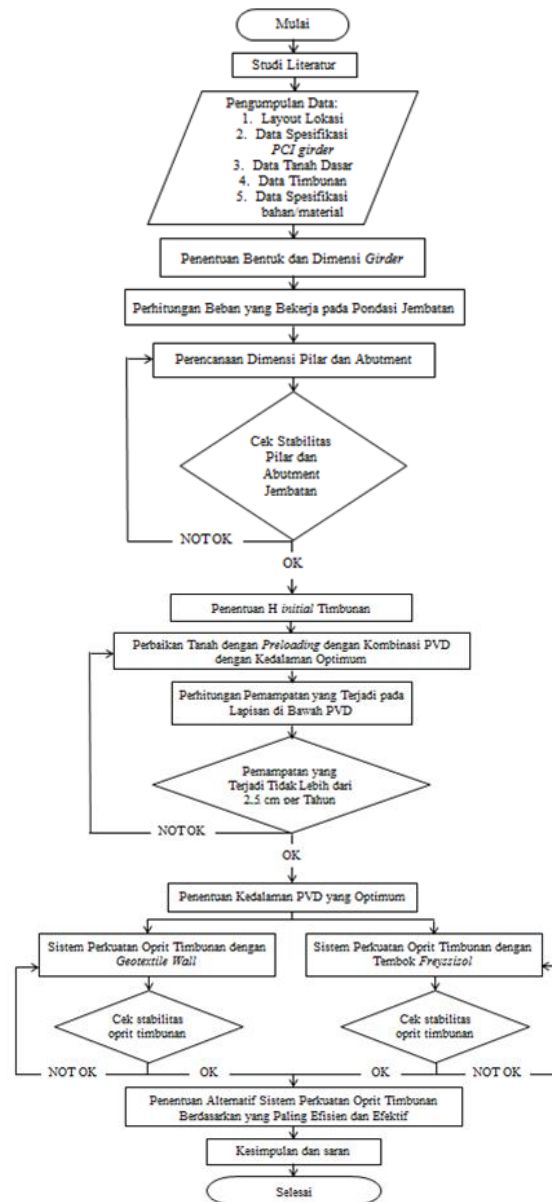 Mulai
Studi Literatur
Pengumpulan Data:
1. Layout Lokasi
2. Data Spesifikasi
PCI girder
3. Data Tanah Dasar
4. Data Timbunan
5. Data Spesifikasi
bahan/material
Penentuan Bentuk dan Dimensi Girder
Perhitungan Beban yang Bekerja pada Pondasi Jembatan
Perencanaan Dimensi Pilar dan Abutment
Cek Stabilitas
Pilar dan
Abutment
Jembatan
NOT OK
OK
Penentuan H initial Timbunan
Perbaikan Tanah dengan Preloading dengan Kombinasi PVD
dengan Kedalaman Optimum
Perhitungan Pemampatan yang Terjadi pada
Lapisan di Bawah PVD
Pemampatan yang
Terjadi Tidak Lebih dari
2.5 cm per Tahun
NOT OK
OK
Penentuan Kedalaman PVD yang Optimum
Sistem Perkuatan Oprit Timbunan dengan
Geotextile Wall
Sistem Perkuatan Oprit Timbunan dengan
Tembok Freyssisol
Cek stabilitas
oprit timbunan
Cek stabilitas
oprit timbunan
NOT OK
OK
OK
NOT OK
Penentuan Alternatif Sistem Perkuatan Oprit Timbunan
Berdasarkan yang Paling Efisien dan Efektif
Kesimpulan dan saran
Selesai